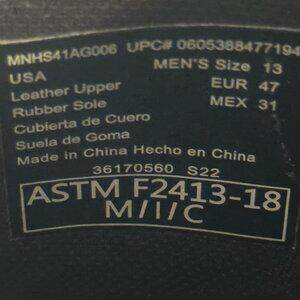 MNHS41AG006 UPC# 0605388477194
USA MEN'S Size 13
Leather Upper EUR 47
Rubber Sole MEX 31
Cubierta de Cuero
Suela de Goma
Made in China Hecho en China
36170560 S22
ASTM F2413-18
M/I/C